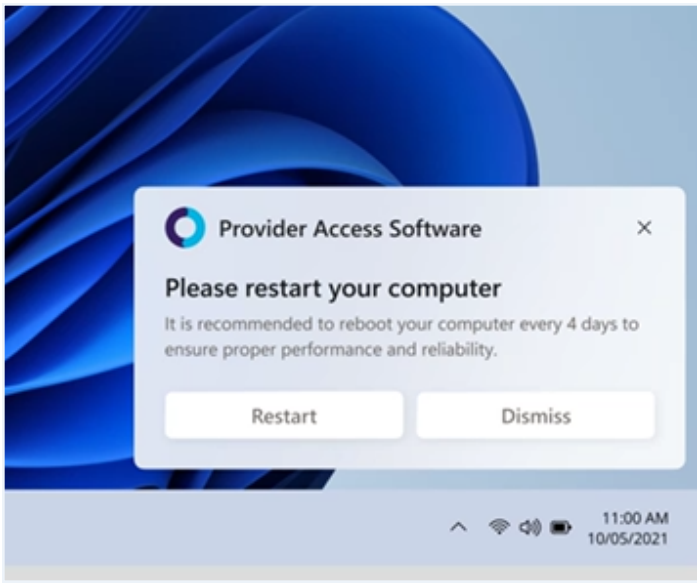 Provider Access Software
Please restart your computer
It is recommended to reboot your computer every 4 days to
ensure proper performance and reliability.
Restart
Dismiss
11:00 AM
10/05/2021